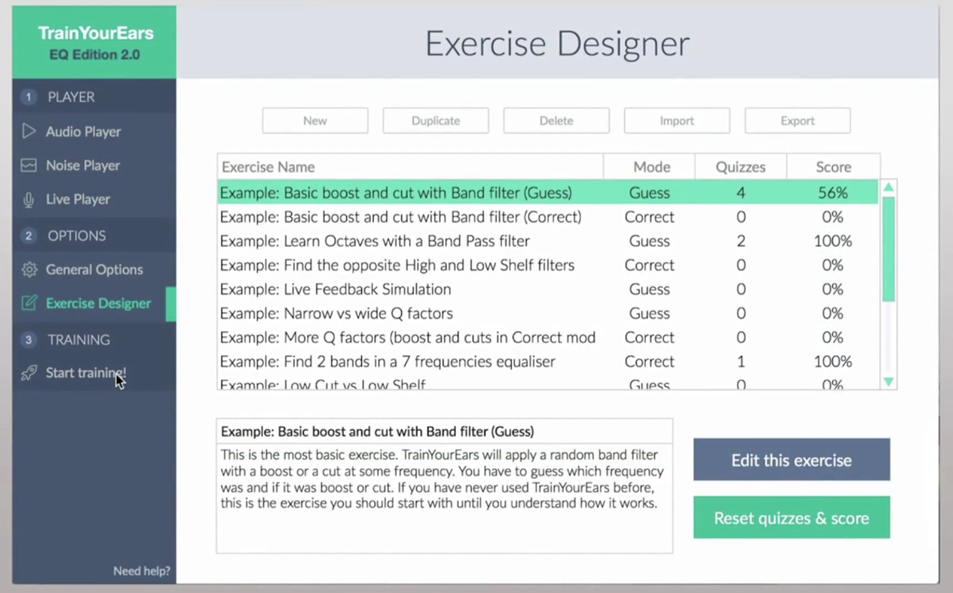 TrainYourEars
EQ Edition 2.0
1 PLAYER
Audio Player
Noise Player
Live Player
2 OPTIONS
General Options
Exercise Designer
3 TRAINING
Start training!
Need help?
Exercise Designer
New Duplicate Delete Import Export
Exercise Name Mode Quizzes Score
Example: Basic boost and cut with Band filter (Guess) Guess 4 56%
Example: Basic boost and cut with Band filter (Correct) Correct 0 0%
Example: Learn Octaves with a Band Pass filter Guess 2 100%
Example: Find the opposite High and Low Shelf filters Correct 0 0%
Example: Live Feedback Simulation Guess 0 0%
Example: Narrow vs wide Q factors Guess 0 0%
Example: More Q factors (boost and cuts in Correct mod Correct 0 0%
Example: Find 2 bands in a 7 frequencies equaliser Correct 1 100%
Example: Low Cut vs Low Shelf Guess 0 0%
Example: Basic boost and cut with Band filter (Guess)
This is the most basic exercise. TrainYourEars will apply a random band filter
with a boost or a cut at some frequency. You have to guess which frequency
was and if it was boost or cut. If you have never used TrainYourEars before,
this is the exercise you should start with until you understand how it works.
Edit this exercise
Reset quizzes & score